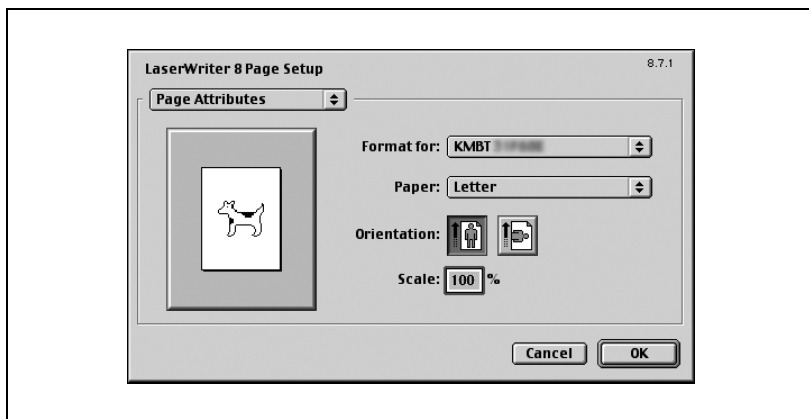 LaserWriter 8 Page Setup 8.7.1
Page Attributes
Format for: KMBT
Paper: Letter
Orientation:
Scale: 100 %
Cancel OK